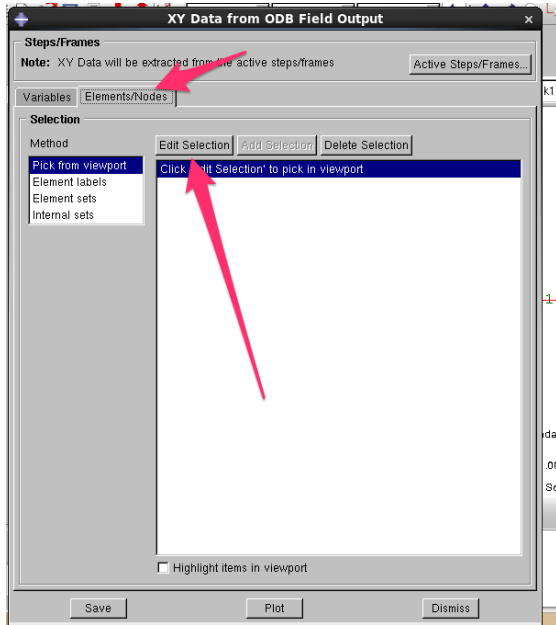 XY Data from ODB Field Output
Steps/Frames
Note: XY Data will be extracted from the active steps/frames
Active Steps/Frames...
Variables
Elements/Nodes
Selection
Method
Edit Selection
Add Selection
Delete Selection
Pick from viewport
Element labels
Element sets
Internal sets
Click 'Edit Selection' to pick in viewport
Highlight items in viewport
Save
Plot
Dismiss
k1
1